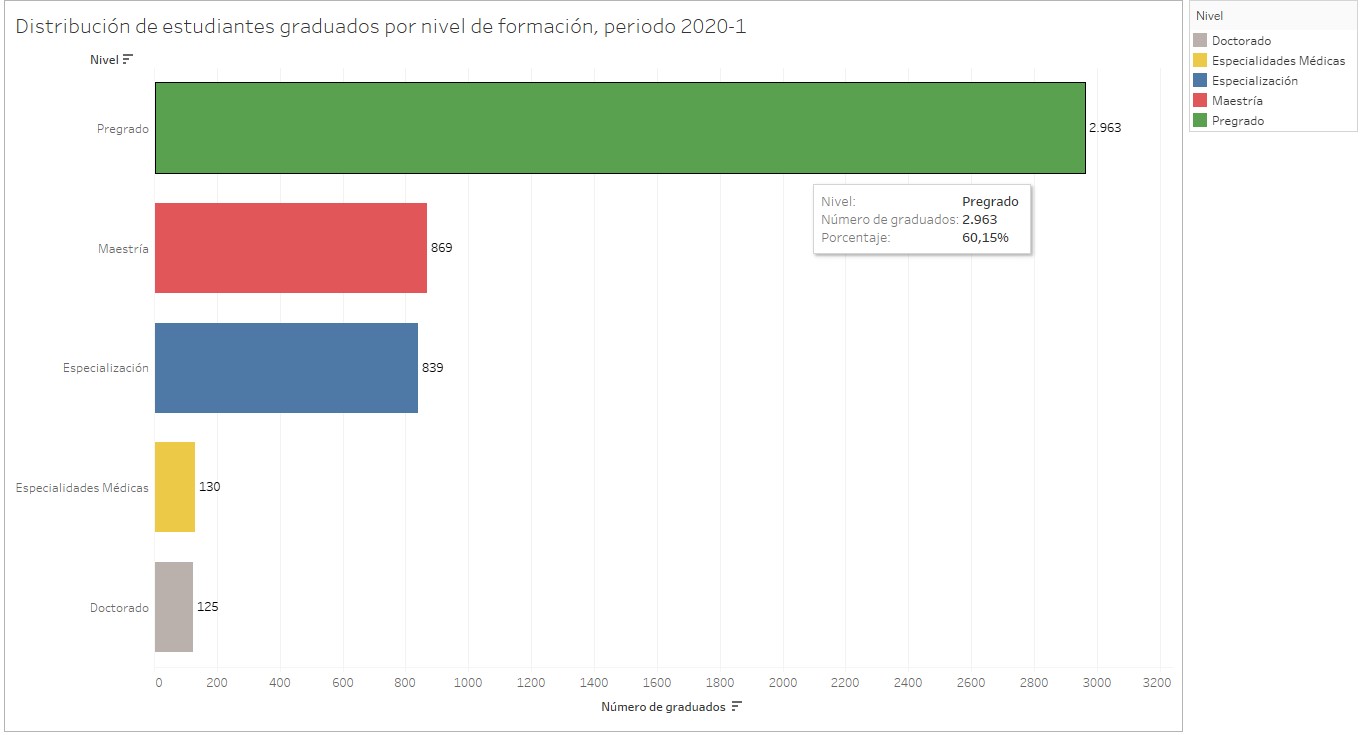 Distribución de estudiantes graduados por nivel de formación, periodo 2020-1
Nivel
Pregrado
2.963
Nivel: Pregrado
Número de graduados: 2.963
Porcentaje: 60,15%
Maestría
869
Especialización
839
Especialidades Médicas
130
Doctorado
125
0 200 400 600 800 1000 1200 1400 1600 1800 2000 2200 2400 2600 2800 3000 3200
Número de graduados
Nivel
Doctorado
Especialidades Médicas
Especialización
Maestría
Pregrado